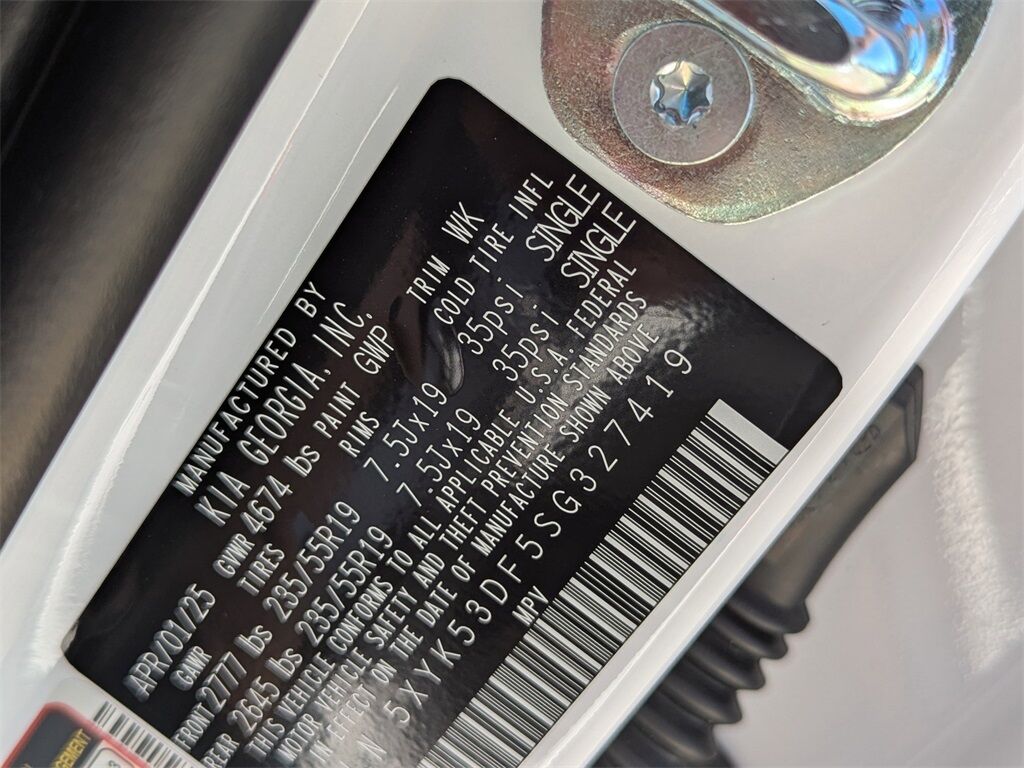 MANUFACTURED BY
KIA GEORGIA, INC.
APR/01/25 GVWR 4674 lbs PAINT GWP TRIM WK
GAWR TIRES RIMS COLD TIRE INFL
FRONT 2777 lbs 235/55R19 7.5Jx19 35psi. SINGLE
REAR 2645 lbs 235/55R19 7.5Jx19 35psi. SINGLE
THIS VEHICLE CONFORMS TO ALL APPLICABLE U.S.A. FEDERAL
MOTOR VEHICLE SAFETY AND THEFT PREVENTION STANDARDS
IN EFFECT ON THE DATE OF MANUFACTURE SHOWN ABOVE
5XYK53DF5SG327419
MPV